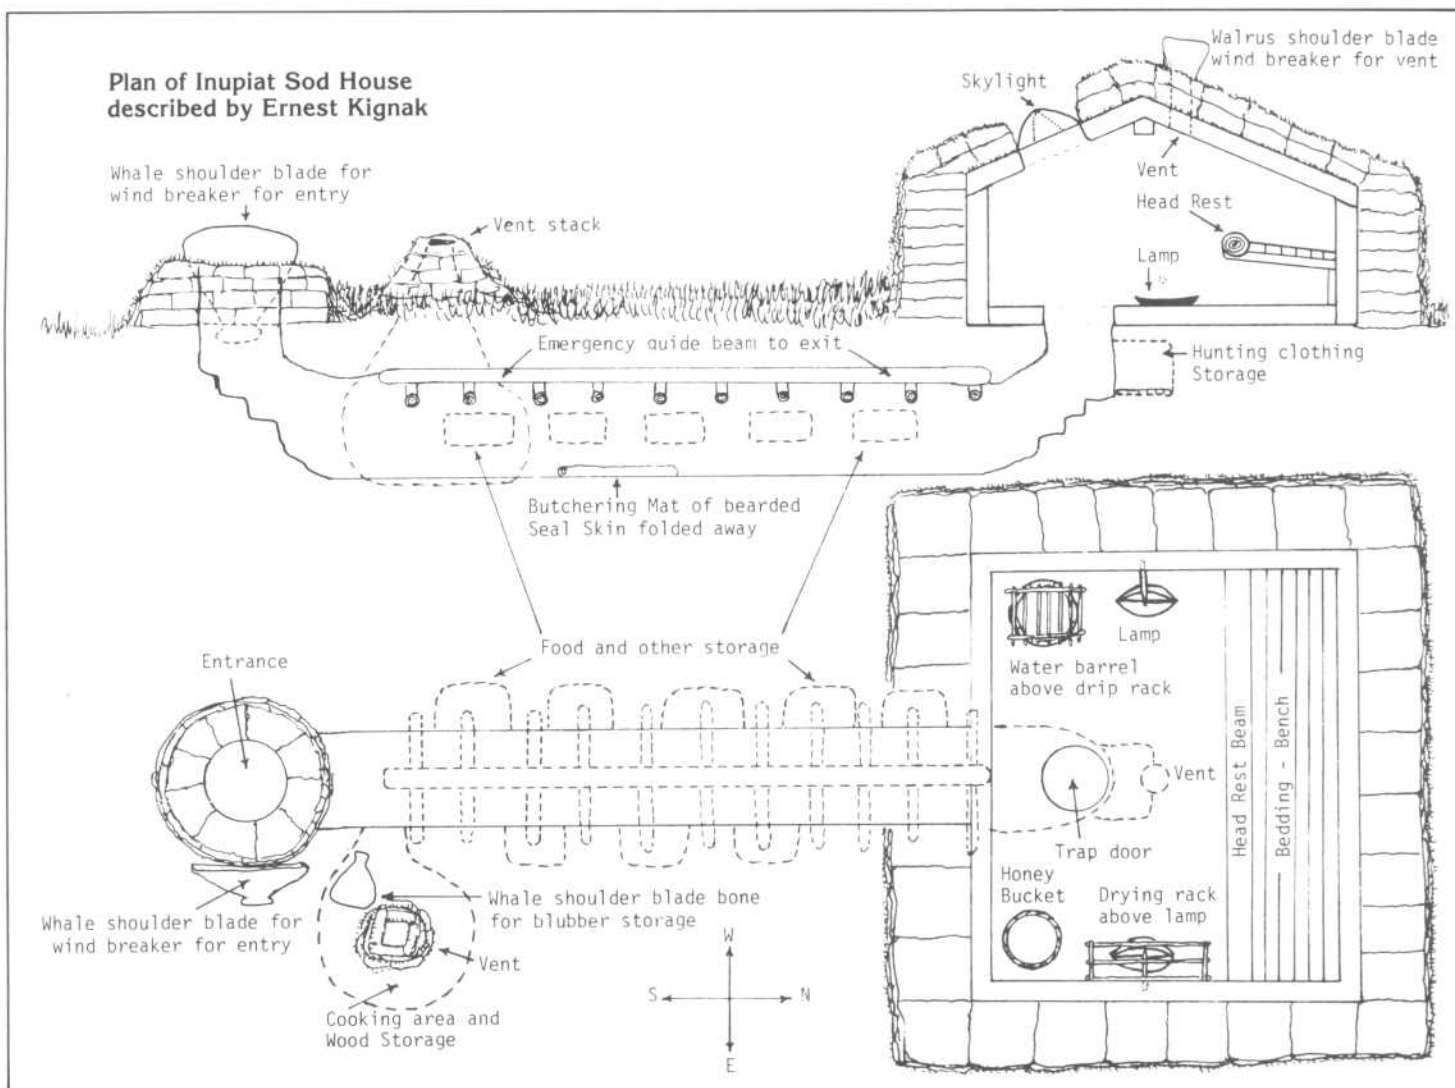 Plan of Inupiat Sod House
described by Ernest Kignak
Walrus shoulder blade
wind breaker for vent
Skylight
Whale shoulder blade for
wind breaker for entry
Vent stack
Vent
Head Rest
Lamp
Emergency guide beam to exit
Hunting clothing
Storage
Butchering Mat of bearded
Seal Skin folded away
Food and other storage
Entrance
Lamp
Water barrel
above drip rack
Head Rest Beam
Bedding - Bench
Vent
Trap door
Honey
Bucket
Drying rack
above lamp
Whale shoulder blade for
wind breaker for entry
Whale shoulder blade bone
for blubber storage
Vent
Cooking area and
Wood Storage
W
S
N
E